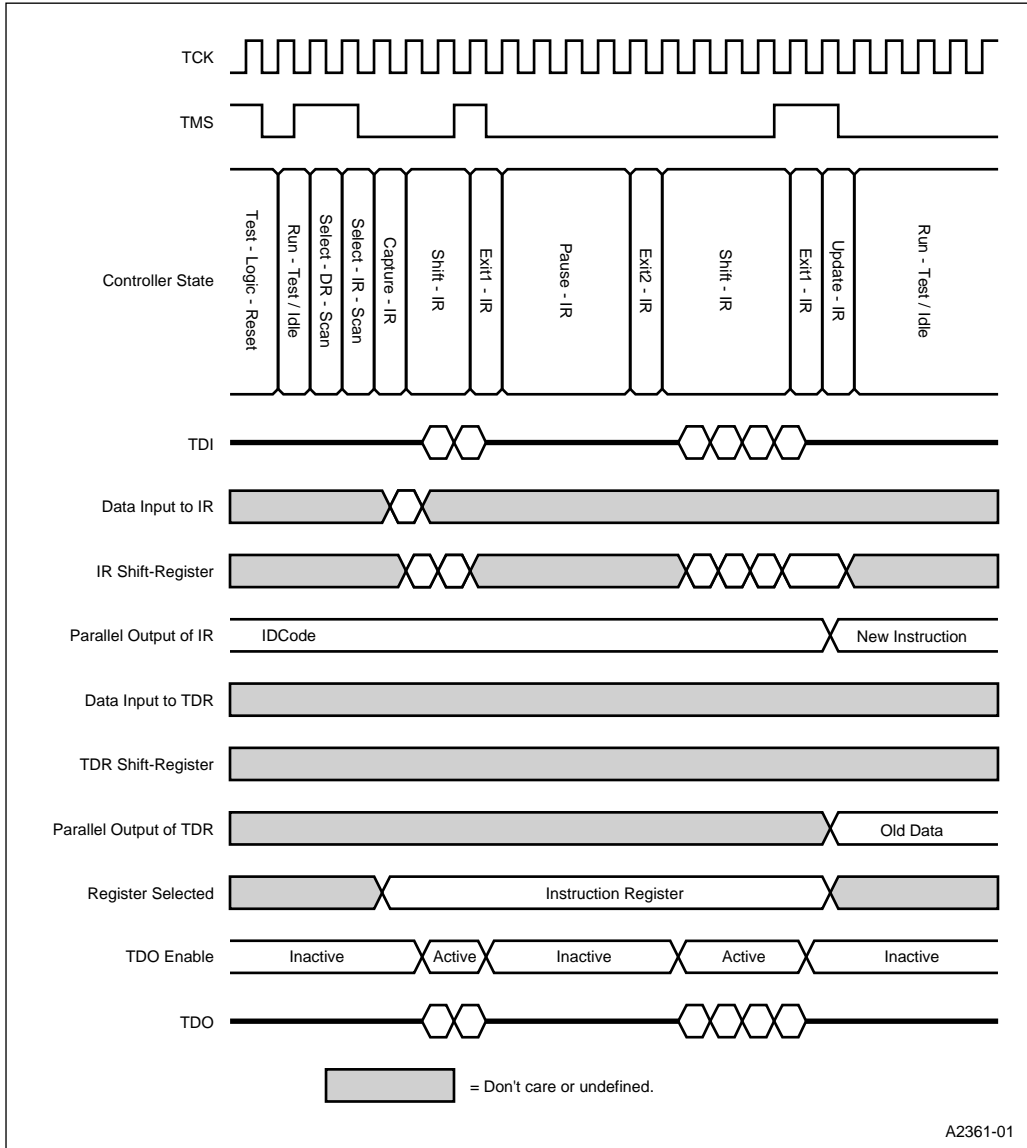 TCK
TMS
Controller State
Test - Logic - Reset
Run - Test / Idle
Select - DR - Scan
Select - IR - Scan
Capture - IR
Shift - IR
Exit1 - IR
Pause - IR
Exit2 - IR
Shift - IR
Exit1 - IR
Update - IR
Run - Test / Idle
TDI
Data Input to IR
IR Shift-Register
Parallel Output of IR IDCode New Instruction
Data Input to TDR
TDR Shift-Register
Parallel Output of TDR Old Data
Register Selected Instruction Register
TDO Enable Inactive Active Inactive Active Inactive
TDO
= Don't care or undefined.
A2361-01